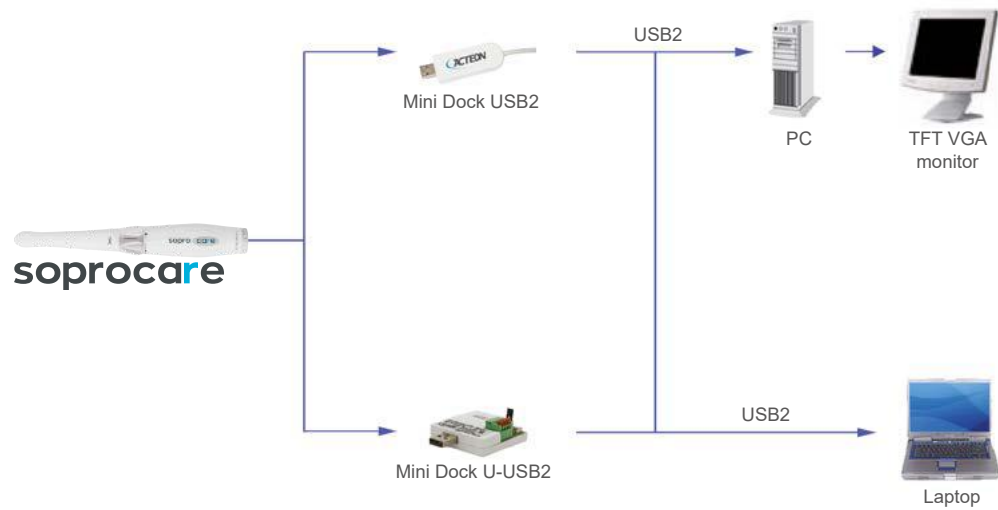 USB2
ACTEON
Mini Dock USB2
PC
TFT VGA
monitor
sopro care
soprocare
USB2
Mini Dock U-USB2
Laptop